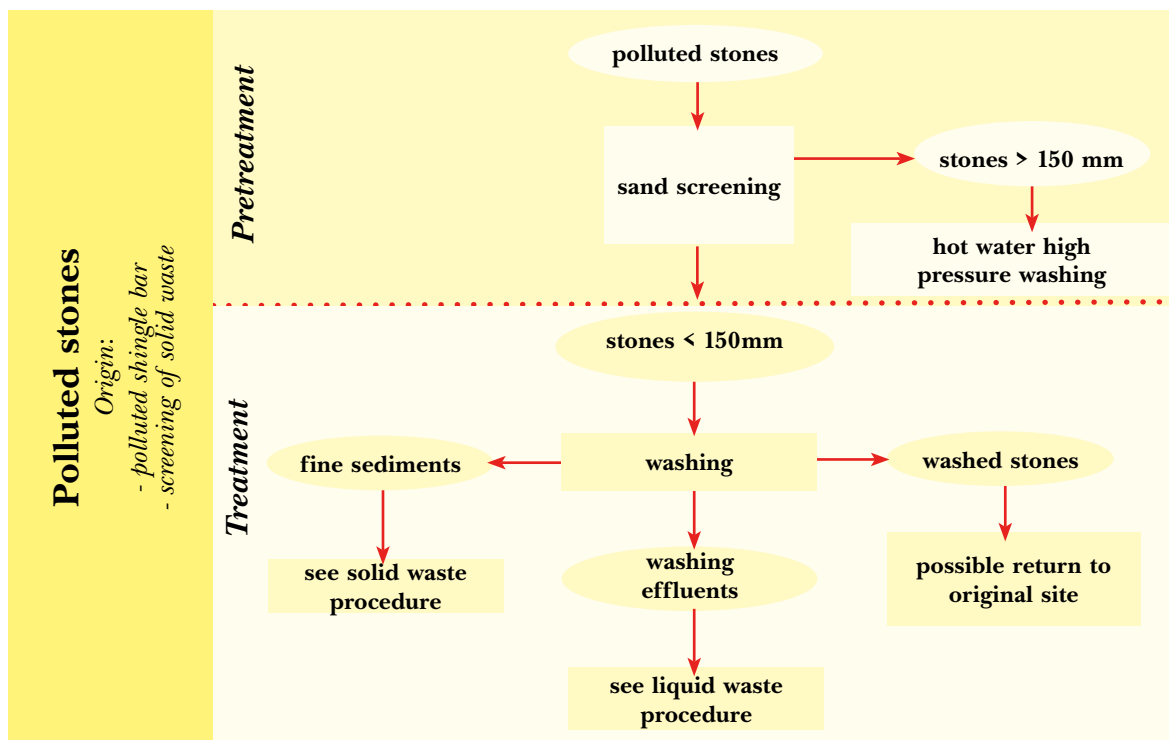 Polluted stones
Origin:
- polluted shingle bar
- screening of solid waste
Pretreatment
polluted stones
sand screening
stones > 150 mm
hot water high
pressure washing
Treatment
stones < 150mm
fine sediments
washing
washed stones
see solid waste
procedure
washing
effluents
possible return to
original site
see liquid waste
procedure